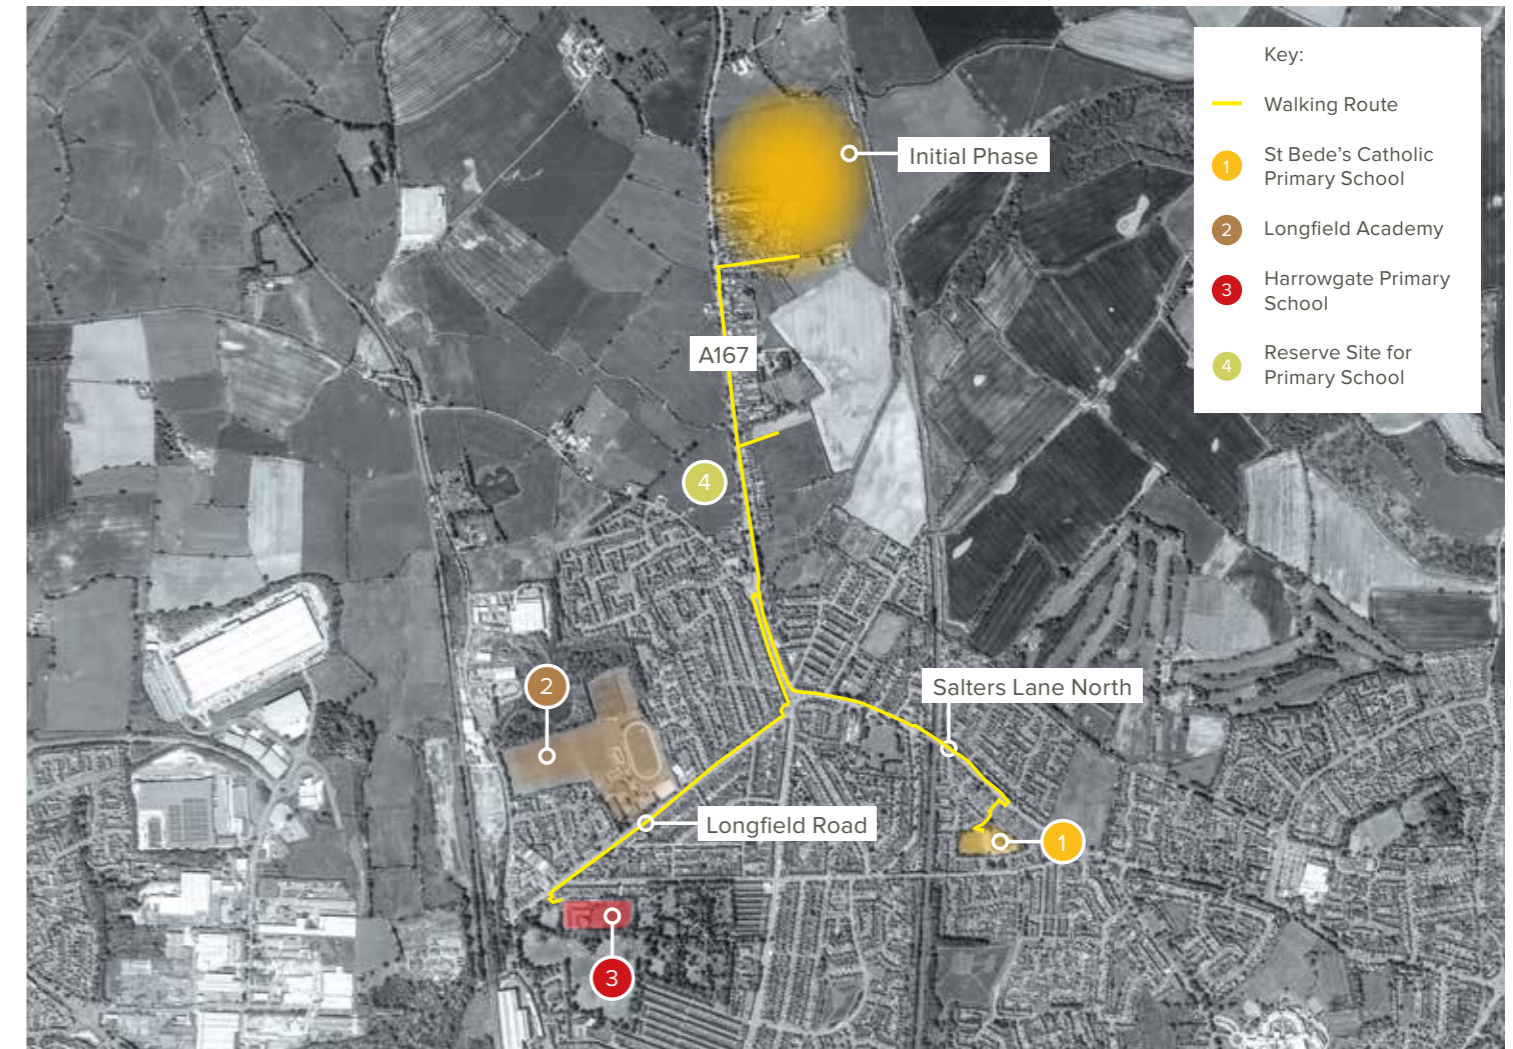 Key:
Walking Route
1
St Bede's Catholic
Primary School
2
Longfield Academy
3
Harrowgate Primary
School
4
Reserve Site for
Primary School
Initial Phase
A167
4
2
Salters Lane North
Longfield Road
1
3